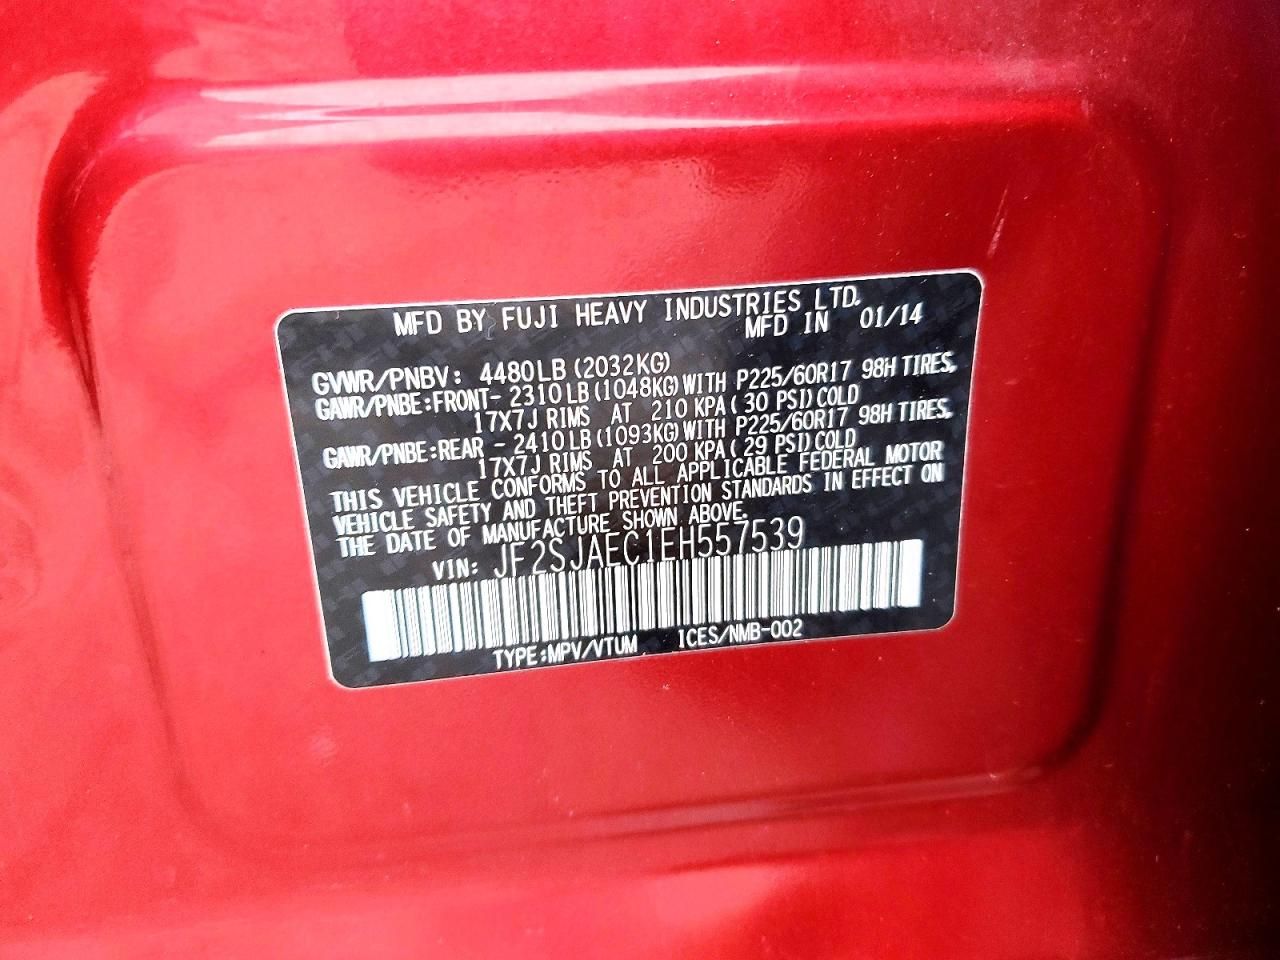 MFD BY FUJI HEAVY INDUSTRIES LTD.
MFD IN 01/14
GVWR/PNBV: 4480LB (2032KG)
GAWR/PNBE:FRONT- 2310LB (1048KG) WITH P225/60R17 98H TIRES,
17X7J RIMS AT 210 KPA( 30 PSI) COLD
GAWR/PNBE:REAR - 2410LB (1093KG) WITH P225/60R17 98H TIRES,
17X7J RIMS AT 200 KPA( 29 PSI) COLD
THIS VEHICLE CONFORMS TO ALL APPLICABLE FEDERAL MOTOR
VEHICLE SAFETY AND THEFT PREVENTION STANDARDS IN EFFECT ON
THE DATE OF MANUFACTURE SHOWN ABOVE.
VIN: JF2SJAEC1EH557539
TYPE:MPV/VTUM ICES/NMB-002